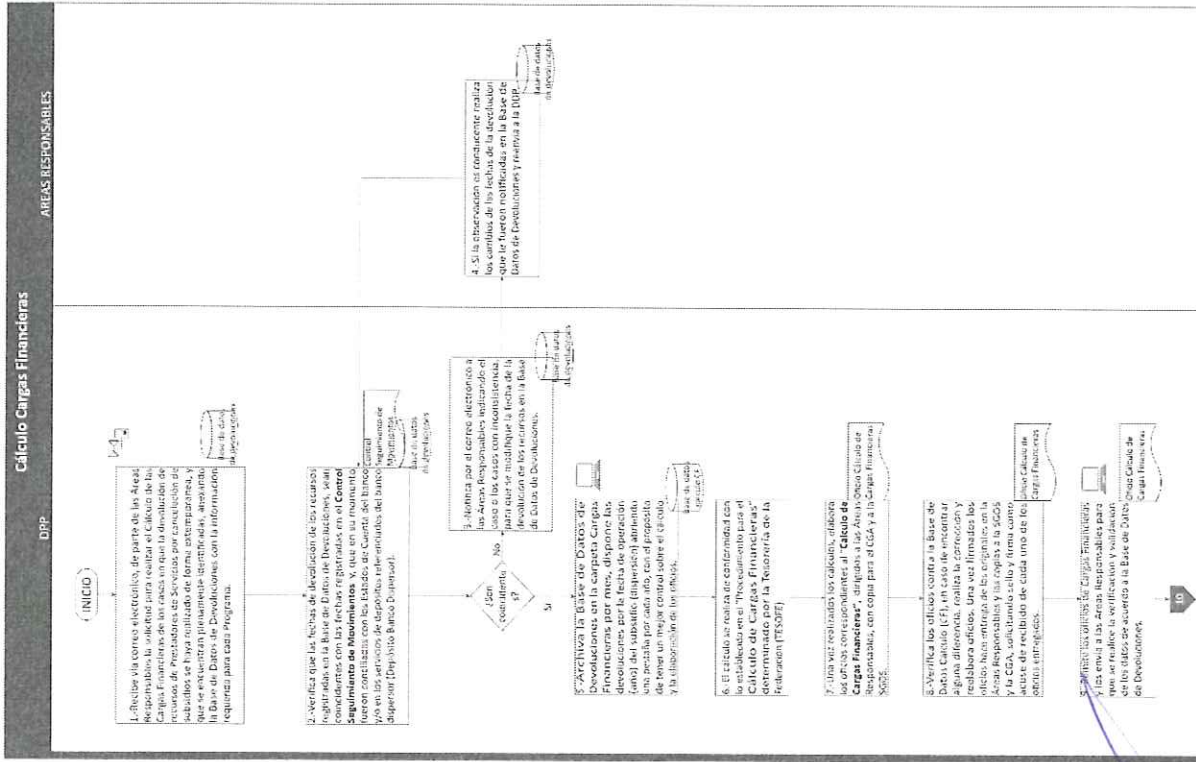 Cálculo Cargas Financieras
DPP
AREAS RESPONSABLES
INICIO
1.-Recibe vía correo electrónico, de parte de las Áreas
Responsables la solicitud para realizar el Cálculo de las
Cargas Financieras de los casos en que la devolución de
recursos de Prestadores de Servicios por cancelación de
subsidios se haya realizado de forma extemporánea, y
que se encuentran plenamente identificadas, anexando
la Base de Datos de Devoluciones con la información
requerida para cada Programa.
Base de datos
de devoluciones
2.-Verifica que las fechas de devolución de los recursos
registradas en la Base de Datos de Devoluciones, sean
coincidentes con las fechas registradas en el Control
Seguimiento de Movimientos y, que en su momento
fueron conciliadas con los Estados de Cuenta del banco
y/o en los servicios de depósitos referenciados del banco
dispersor (Depósito Banco Dispersor).
Control
Seguimiento de
Movimientos
Base de datos
de devoluciones
¿Son
coincidente
s?
No
Si
3.-Notifica por el correo electrónico a
las Áreas Responsables indicando el
caso o los casos con inconsistencia,
para que se modifique la fecha de la
devolución de los recursos en la Base
de Datos de Devoluciones.
Base de datos
de devoluciones
4.-Si la observación es conducente realiza
los cambios de las fechas de la devolución
que le fueron notificadas en la Base de
Datos de Devoluciones y reenvía a la DDP.
Base de datos
de devoluciones
5.-Archiva la Base de Datos de
Devoluciones en la carpeta Cargas
Financieras por mes, dispone las
devoluciones por la fecha de operación
(año) del subsidio (dispersión) abriendo
una pestaña por cada año, con el propósito
de tener un mejor control sobre el cálculo
y la elaboración de los oficios.
Base de datos
6. El cálculo se realiza de conformidad con
lo establecido en el "Procedimiento para el
Cálculo de Cargas Financieras"
determinado por la Tesorería de la
Federación (TESOFE)
7.-Una vez realizados los cálculos, elabora
los oficios correspondientes al "Calculo de
Cargas Financieras", dirigidos a las Áreas
Responsables, con copia para el CGA y a la
SGOS.
Oficio Cálculo de
Cargas Financieras
8.-Verifica los oficios contra la Base de
Datos Calculo (CF), en caso de encontrar
alguna diferencia, realiza la corrección y
reelabora oficios. Una vez firmados los
oficios hace entrega de los originales en la
Áreas Responsables y las copias a la SGOS
y la CGA, solicitando sello y firma como
acuse de recibido de cada uno de los
oficios entregados.
Oficio Cálculo de
Cargas Financieras
los oficios de Cargas Financieras
y los envía a las Áreas Responsables para
que se realice la verificación y validación
de los datos de acuerdo a la Base de Datos
de Devoluciones.
Oficio Cálculo de
Cargas Financieras
10